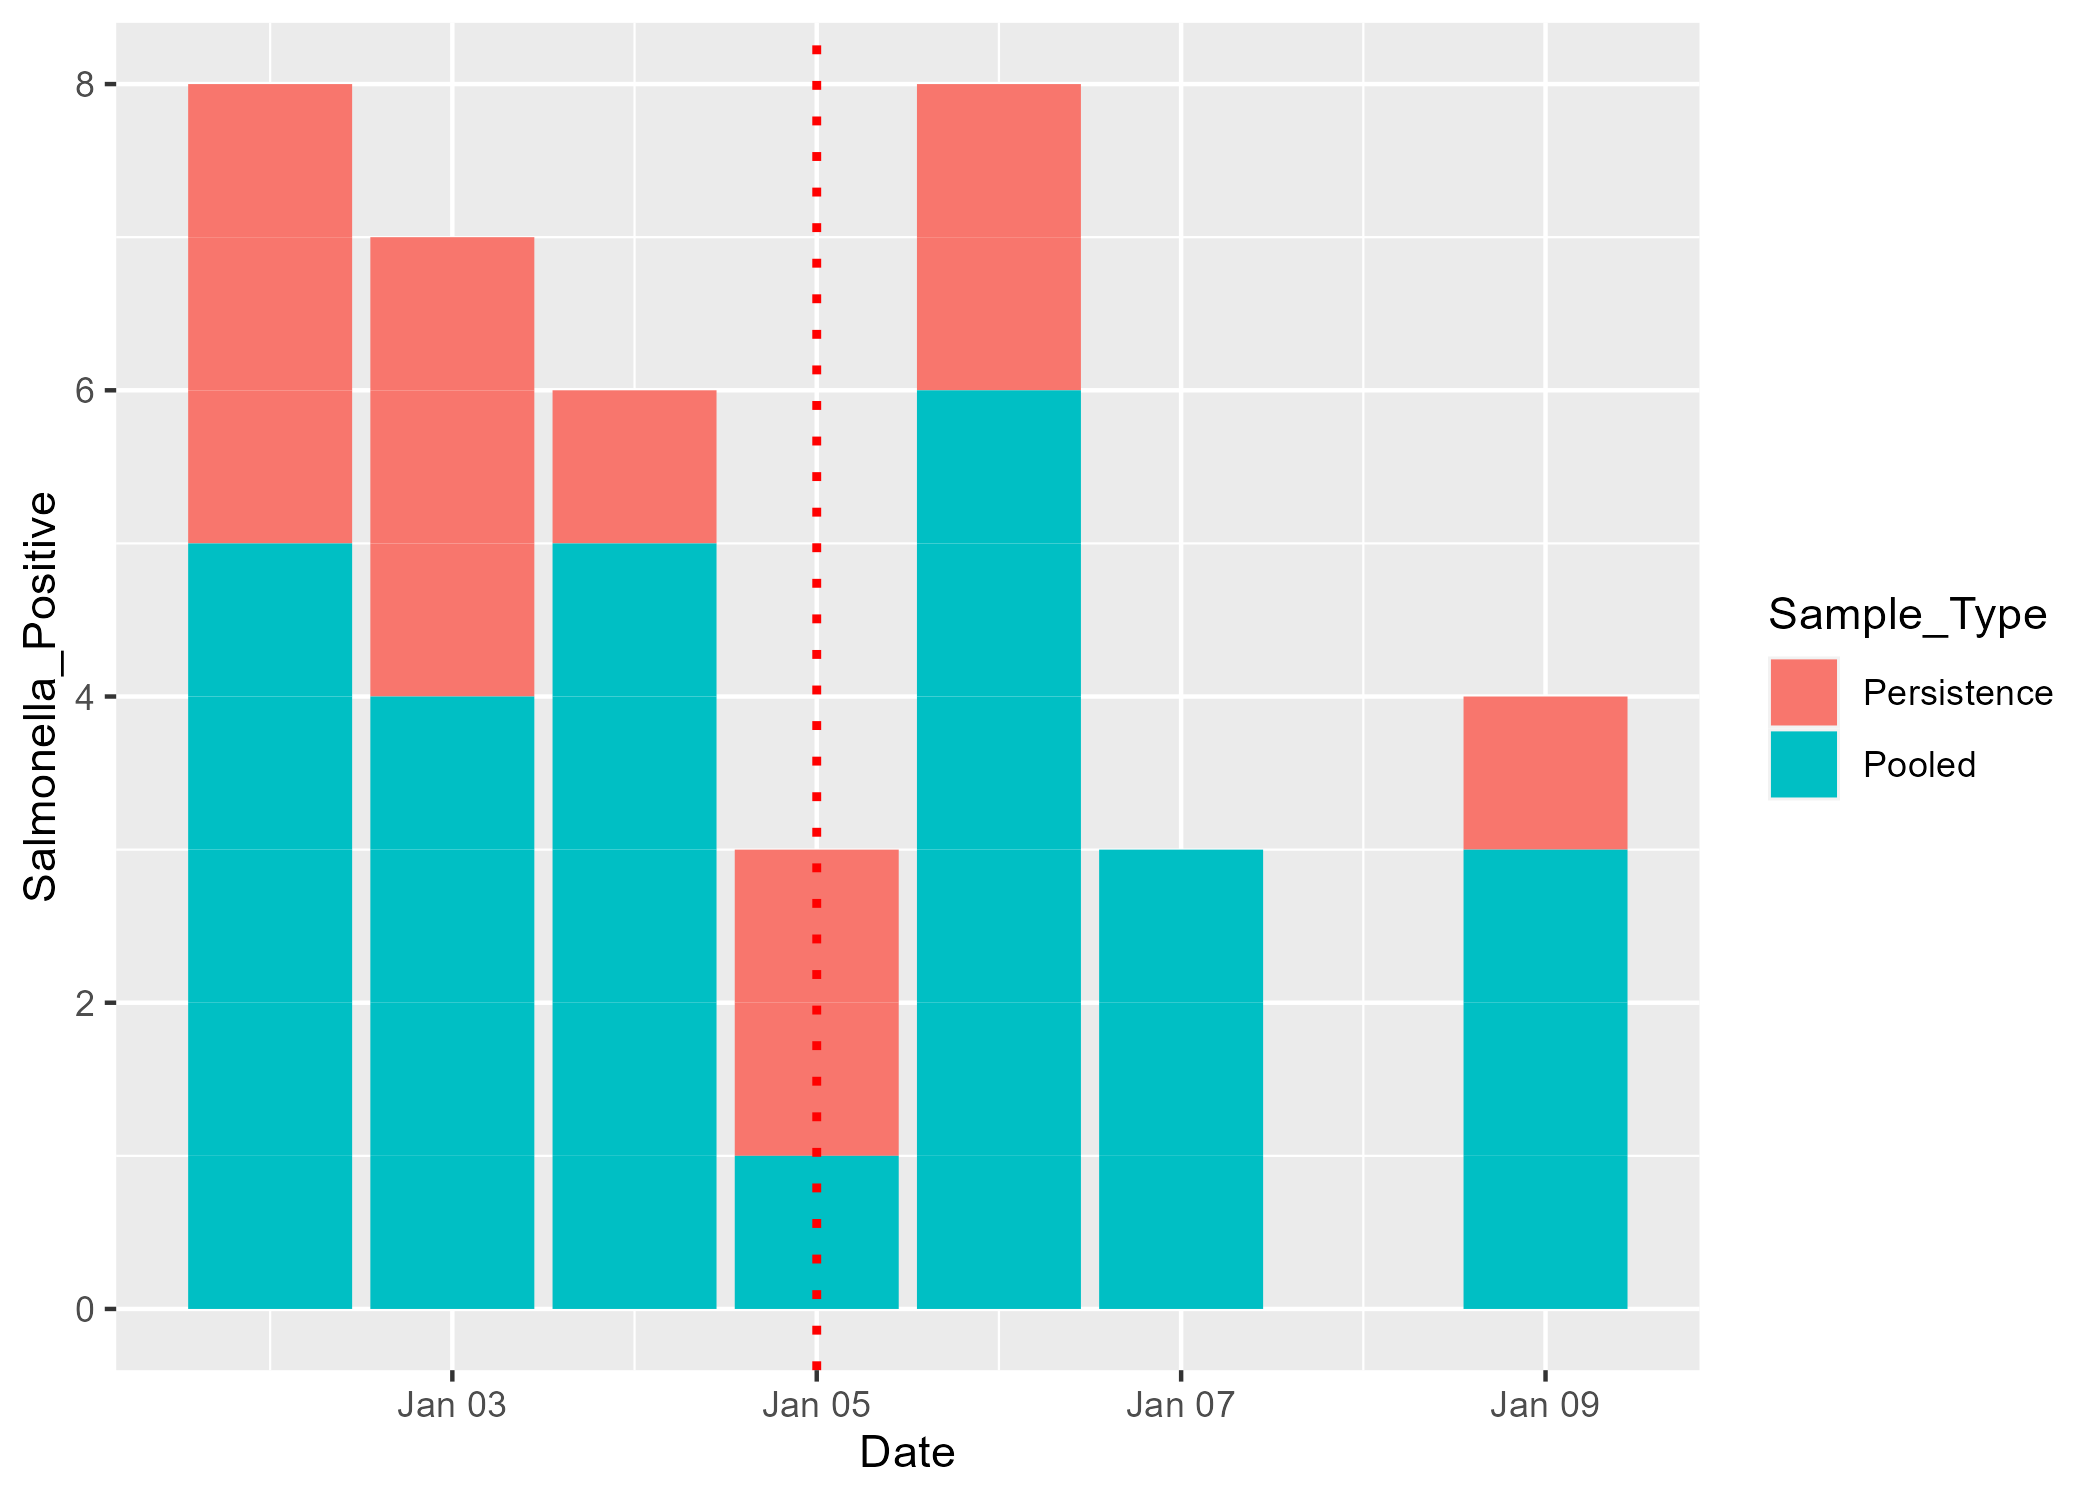 Salmonella_Positive
8
6
4
2
0
Jan 03 Jan 05 Jan 07 Jan 09
Date
Sample_Type
Persistence
Pooled